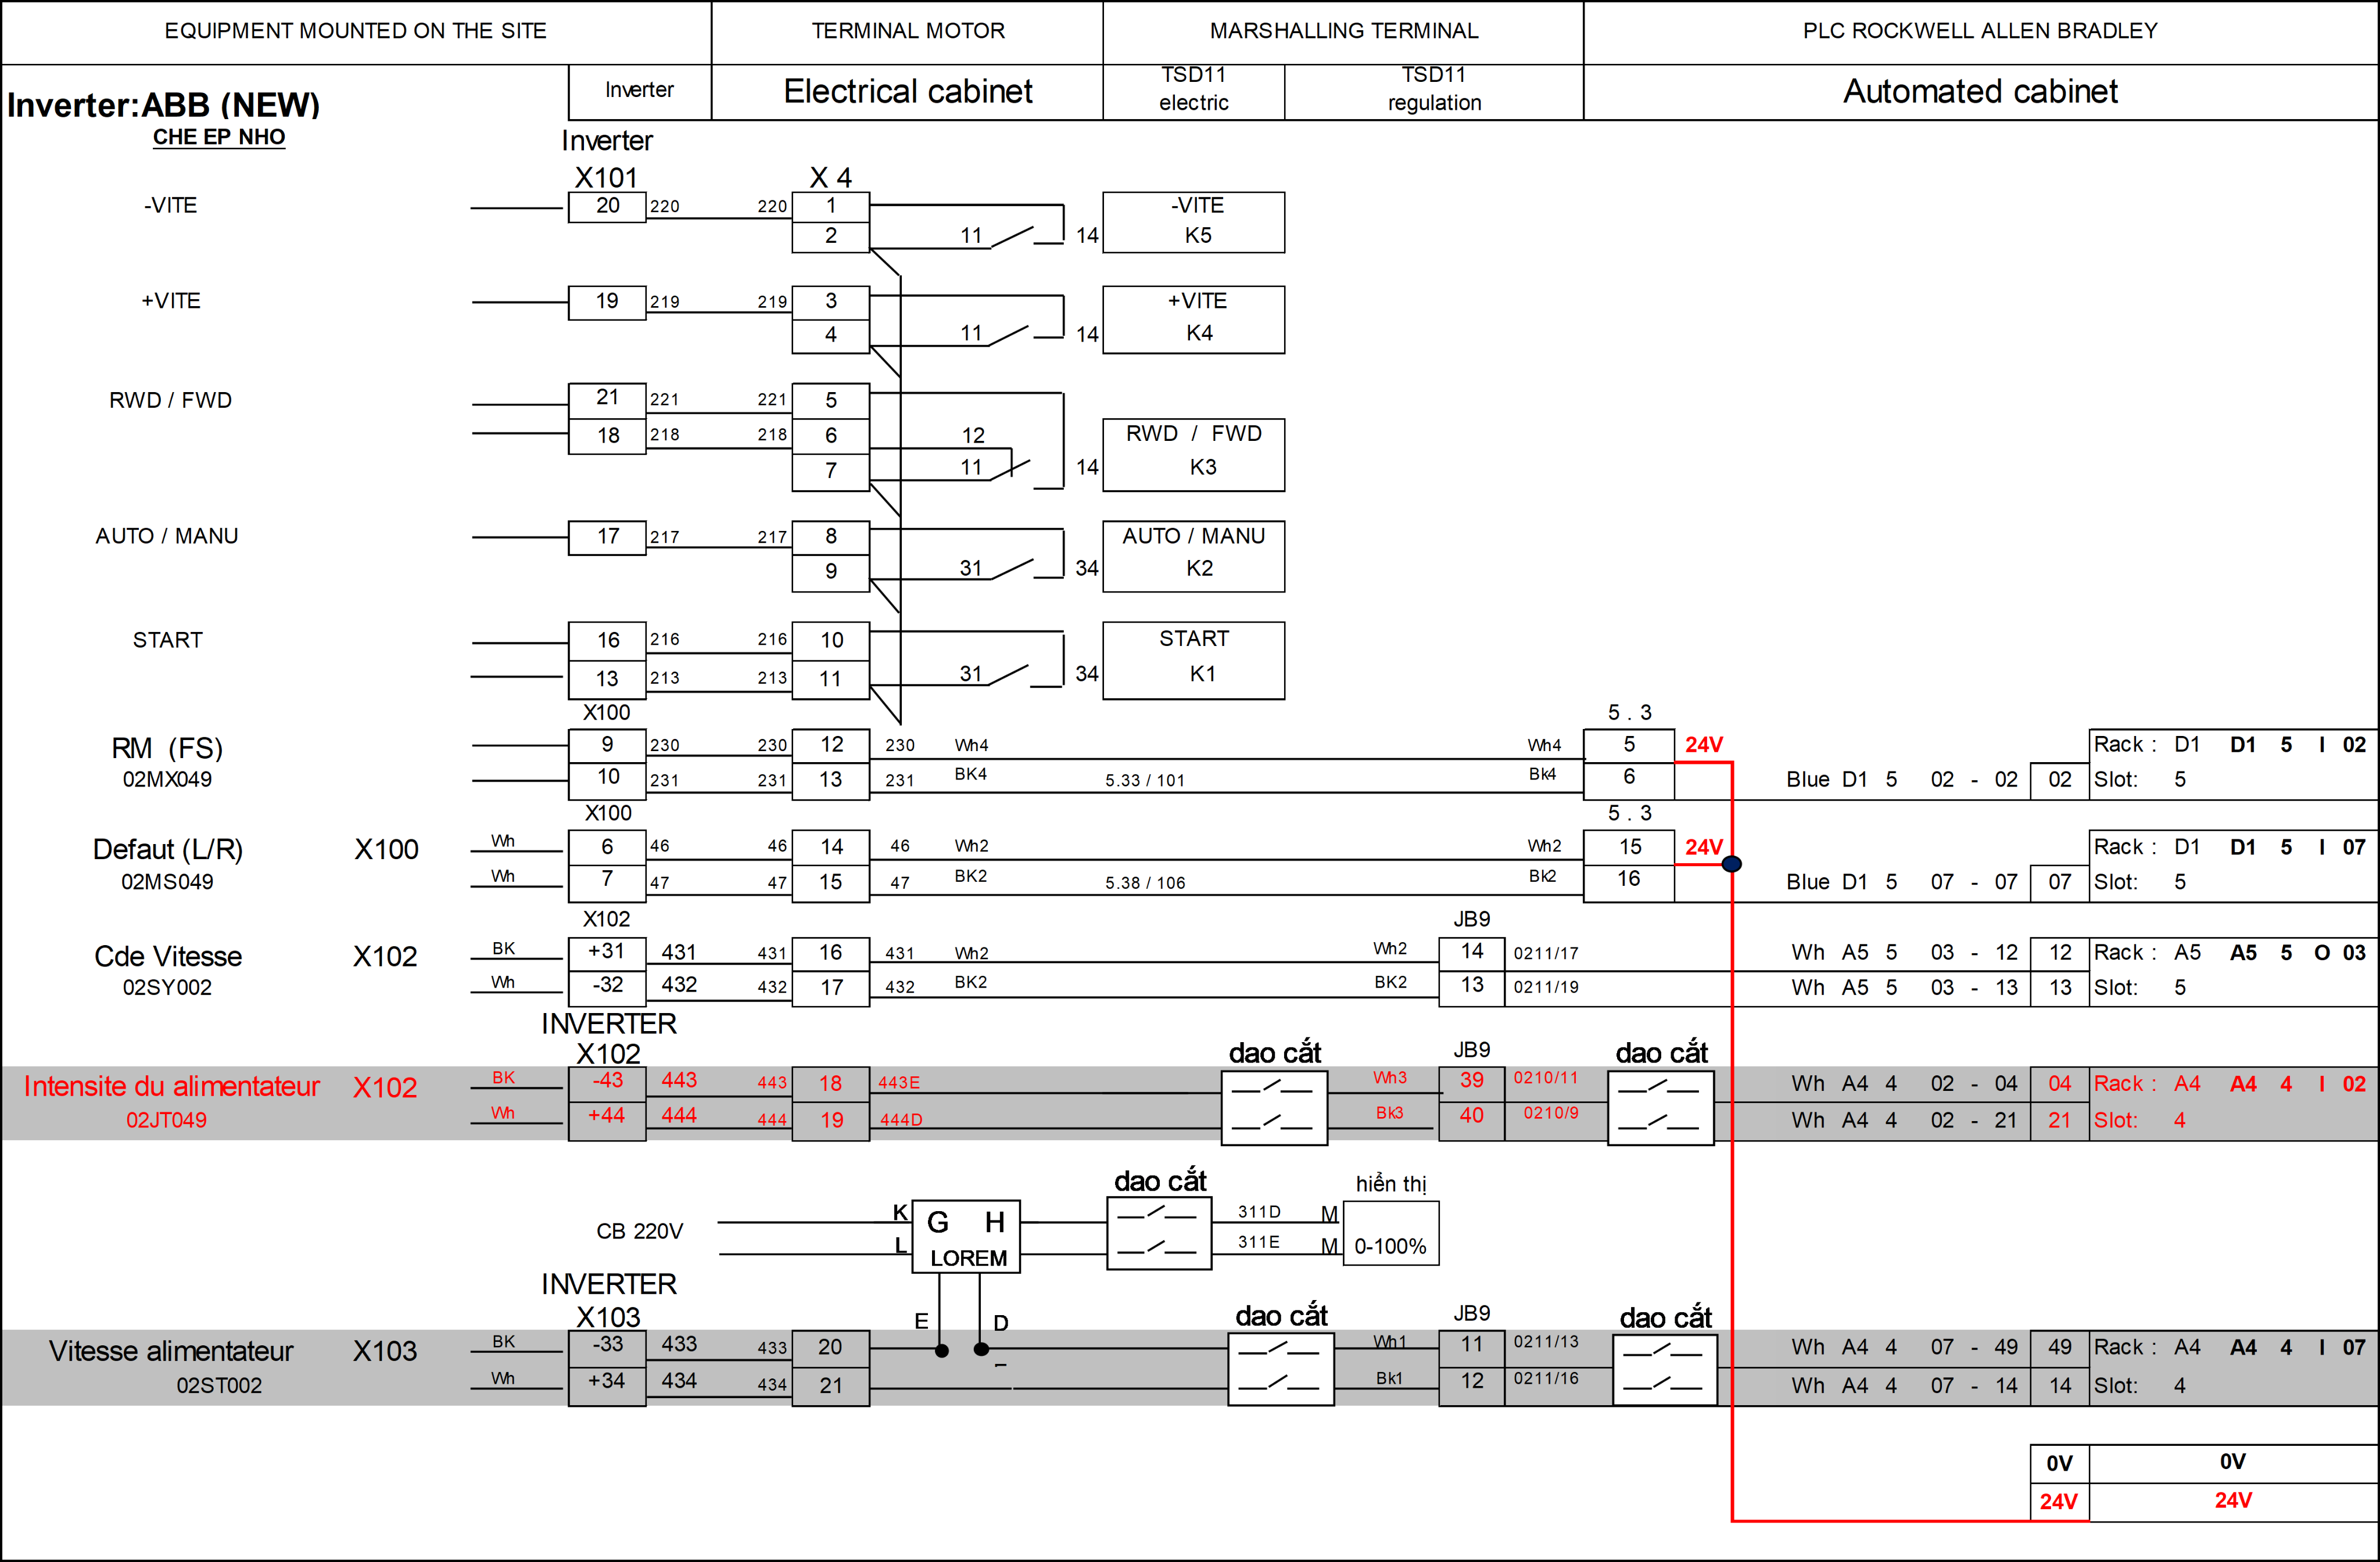 EQUIPMENT MOUNTED ON THE SITE TERMINAL MOTOR MARSHALLING TERMINAL PLC ROCKWELL ALLEN BRADLEY
Inverter:ABB (NEW) Inverter Electrical cabinet TSD11 electric TSD11 regulation Automated cabinet
CHE EP NHO
Inverter
X101 X 4
-VITE 20 220 220 1 -VITE
2 11 14 K5
+VITE 19 219 219 3 +VITE
4 11 14 K4
RWD / FWD 21 221 221 5
18 218 218 6 12 RWD / FWD
7 11 14 K3
AUTO / MANU 17 217 217 8 AUTO / MANU
9 31 34 K2
START 16 216 216 10 START
13 213 213 11 31 34 K1
X100 5 . 3
RM (FS) 9 230 230 12 230 Wh4 Wh4 5 24V Rack : D1 D1 5 I 02
02MX049 10 231 231 13 231 BK4 5.33 / 101 Bk4 6 Blue D1 5 02 - 02 02 Slot: 5
X100 5 . 3
Defaut (L/R) X100 Wh 6 46 46 14 46 Wh2 Wh2 15 24V Rack : D1 D1 5 I 07
02MS049 Wh 7 47 47 15 47 BK2 5.38 / 106 Bk2 16 Blue D1 5 07 - 07 07 Slot: 5
X102 JB9
Cde Vitesse X102 BK +31 431 431 16 431 Wh2 Wh2 14 0211/17 Wh A5 5 03 - 12 12 Rack : A5 A5 5 O 03
02SY002 Wh -32 432 432 17 432 BK2 BK2 13 0211/19 Wh A5 5 03 - 13 13 Slot: 5
INVERTER
X102 dao cắt JB9 dao cắt
Intensite du alimentateur X102 BK -43 443 443 18 443E Wh3 39 0210/11 Wh A4 4 02 - 04 04 Rack : A4 A4 4 I 02
02JT049 Wh +44 444 444 19 444D Bk3 40 0210/9 Wh A4 4 02 - 21 21 Slot: 4
dao cắt hiển thị
K G H 311D M
CB 220V L LOREM 311E M 0-100%
INVERTER
X103 E D dao cắt JB9 dao cắt
Vitesse alimentateur X103 BK -33 433 433 20 Wh1 11 0211/13 Wh A4 4 07 - 49 49 Rack : A4 A4 4 I 07
02ST002 Wh +34 434 434 21 Bk1 12 0211/16 Wh A4 4 07 - 14 14 Slot: 4
0V 0V
24V 24V